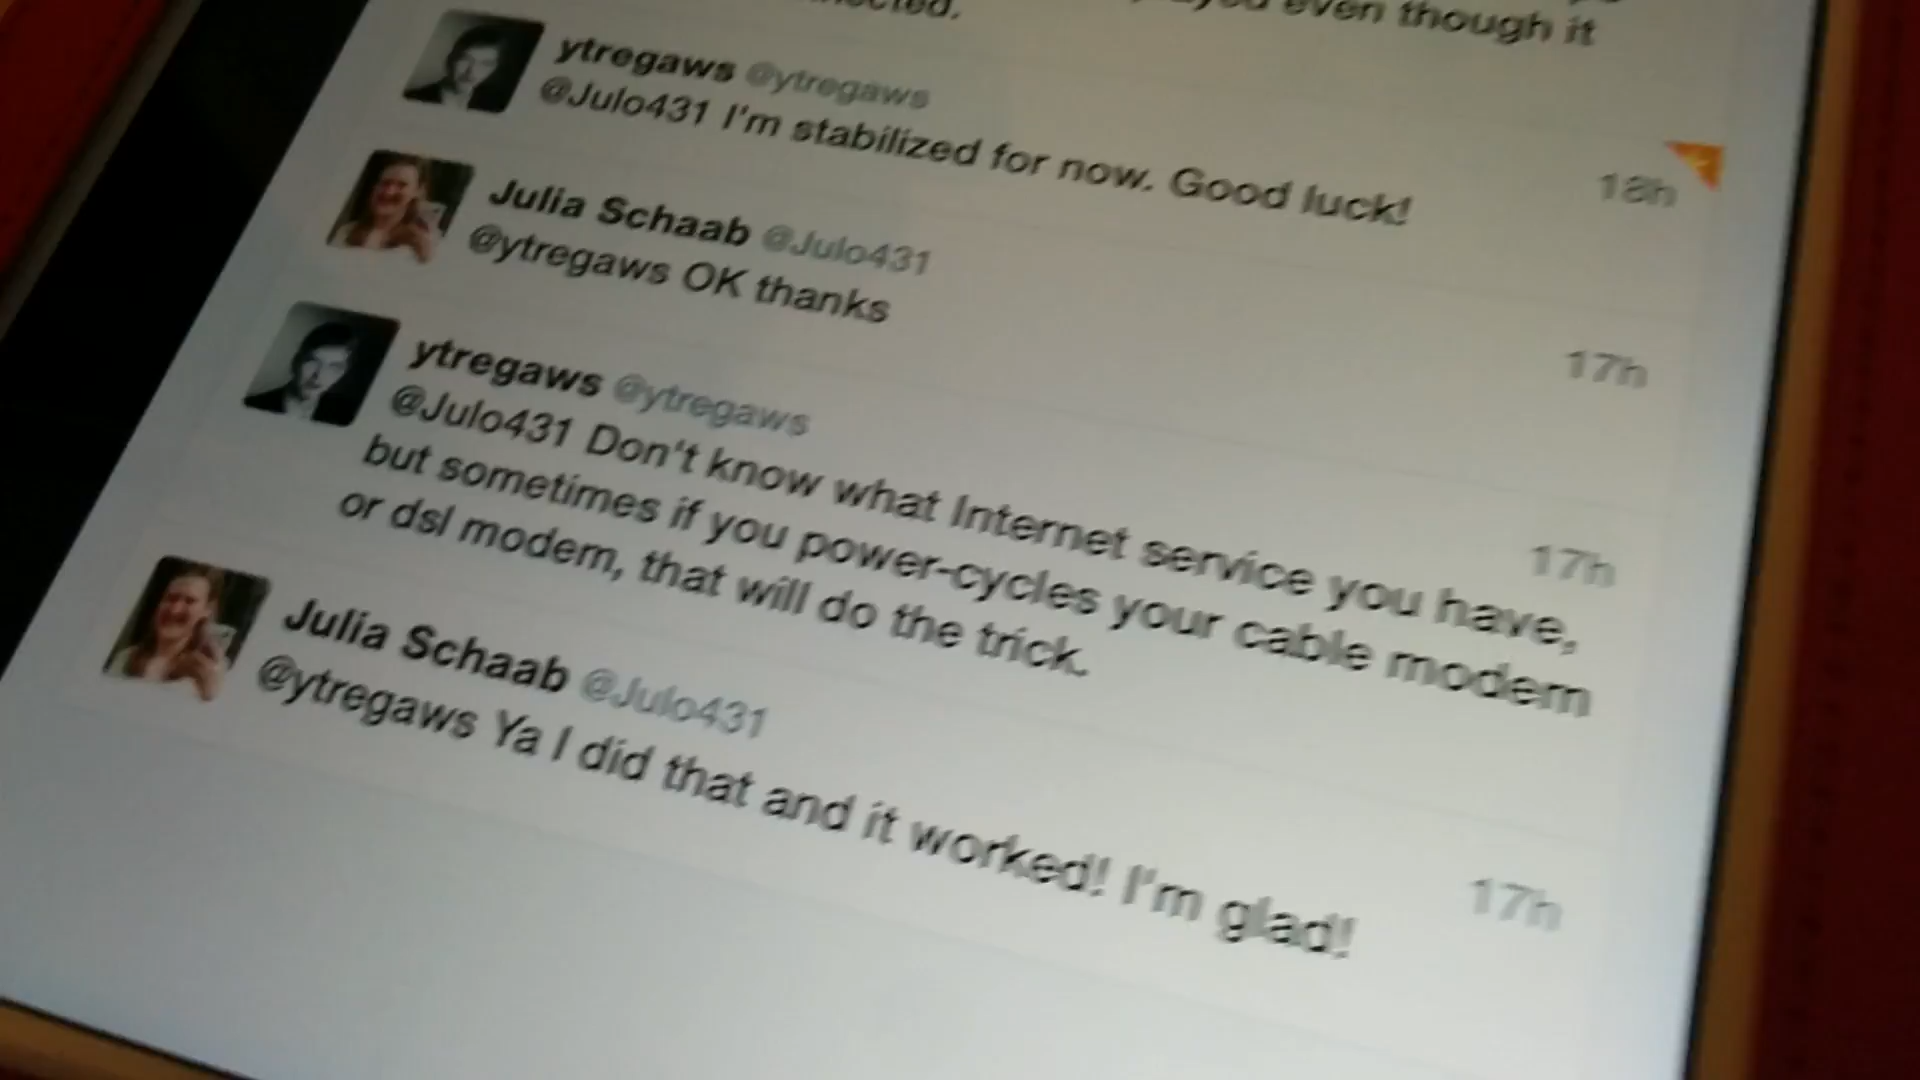 even though it
ytregaws @ytregaws
18h
@Julo431 I'm stabilized for now. Good luck!
Julia Schaab @Julo431
17h
@ytregaws OK thanks
ytregaws @ytregaws
17h
@Julo431 Don't know what Internet service you have,
but sometimes if you power-cycles your cable modem
or dsl modem, that will do the trick.
Julia Schaab @Julo431
17h
@ytregaws Ya I did that and it worked! I'm glad!